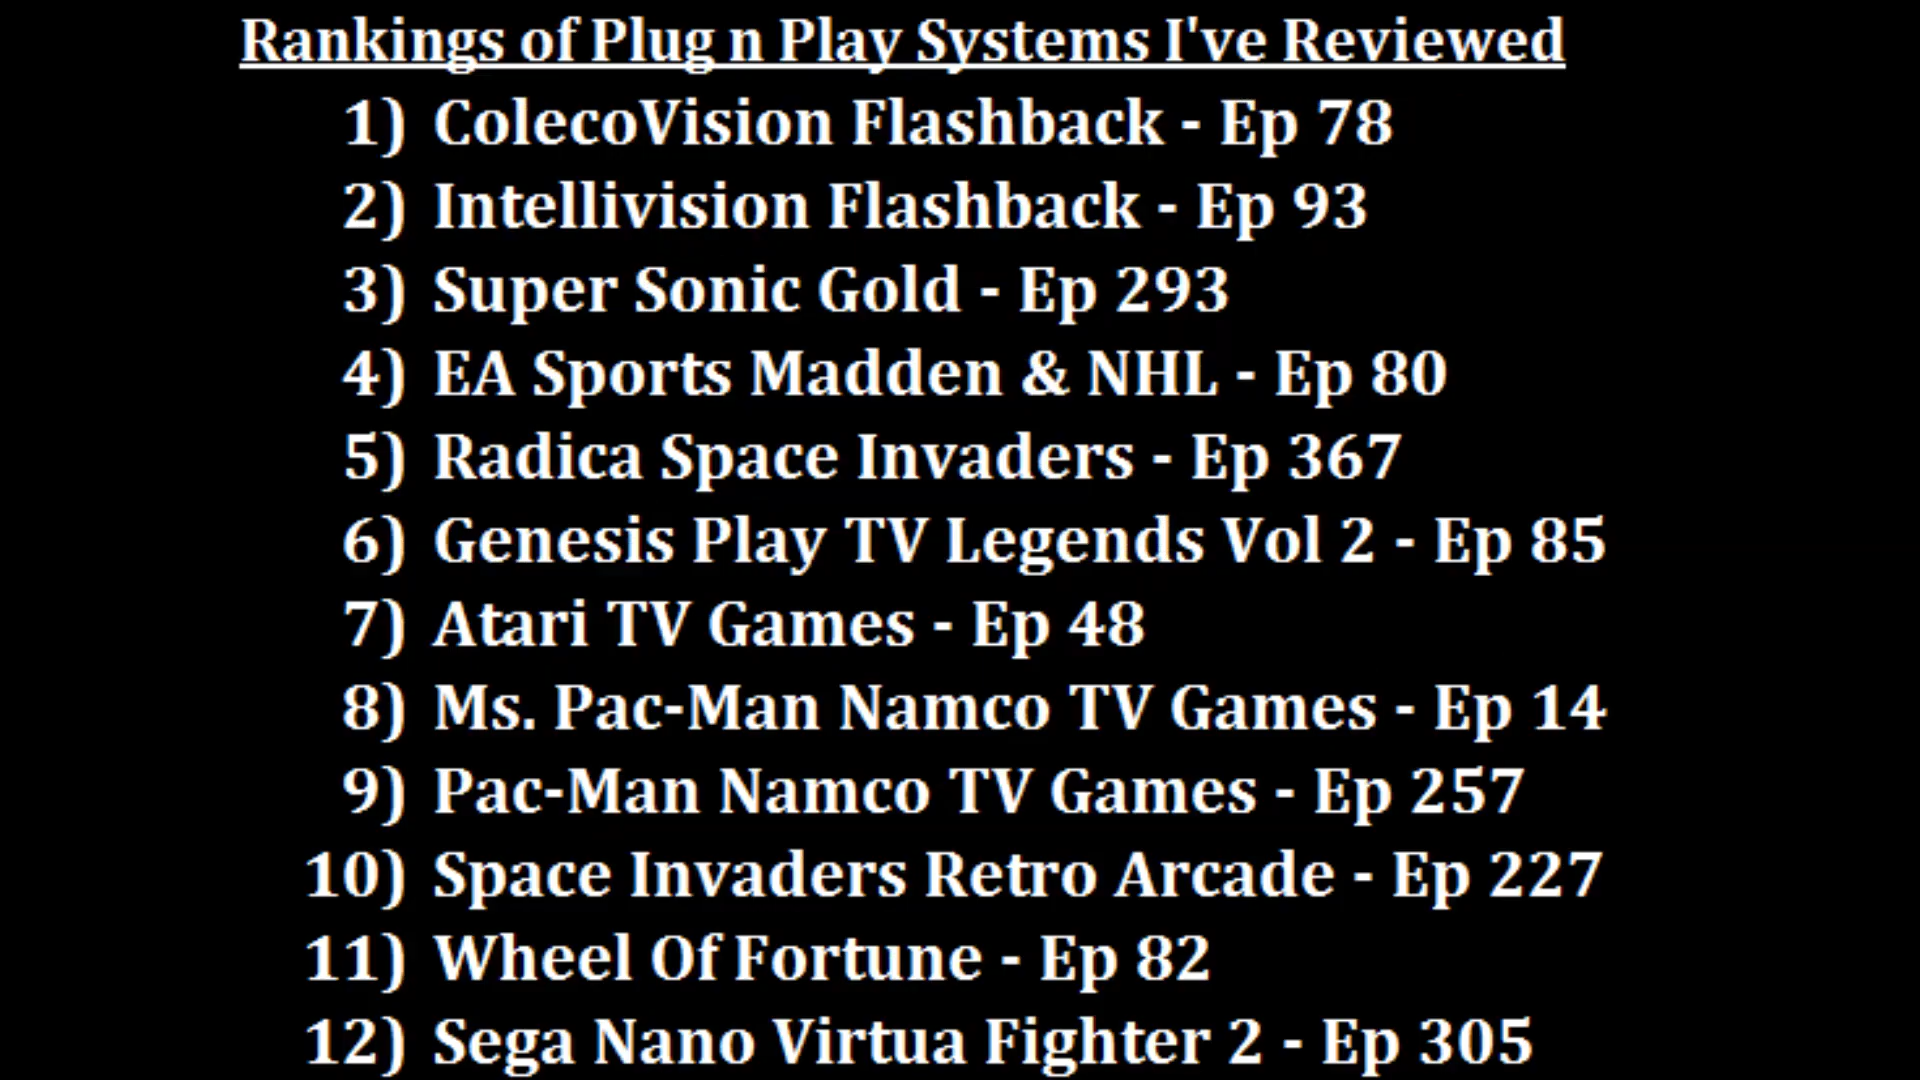 Rankings of Plug n Play Systems I've Reviewed
1) ColecoVision Flashback - Ep 78
2) Intellivision Flashback - Ep 93
3) Super Sonic Gold - Ep 293
4) EA Sports Madden & NHL - Ep 80
5) Radica Space Invaders - Ep 367
6) Genesis Play TV Legends Vol 2 - Ep 85
7) Atari TV Games - Ep 48
8) Ms. Pac-Man Namco TV Games - Ep 14
9) Pac-Man Namco TV Games - Ep 257
10) Space Invaders Retro Arcade - Ep 227
11) Wheel Of Fortune - Ep 82
12) Sega Nano Virtua Fighter 2 - Ep 305